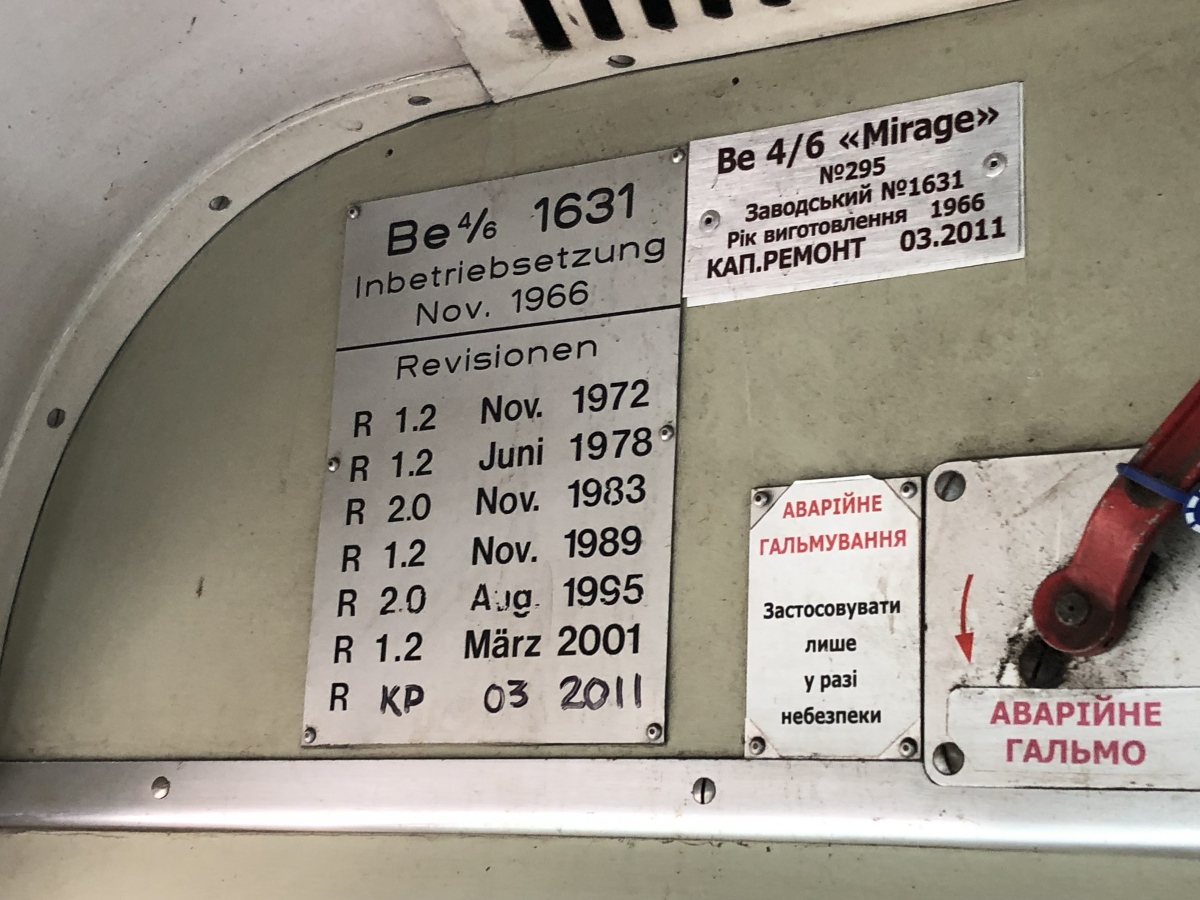 Be 4/6 1631
Inbetriebsetzung
Nov. 1966
Revisionen
R 1.2 Nov. 1972
R 1.2 Juni 1978
R 2.0 Nov. 1983
R 1.2 Nov. 1989
R 2.0 Aug. 1995
R 1.2 März 2001
R KP 03 2011
Be 4/6 «Mirage»
№295
Заводський №1631
Рік виготовлення 1966
КАП.РЕМОНТ 03.2011
АВАРІЙНЕ
ГАЛЬМУВАННЯ
Застосовувати
лише
у разі
небезпеки
АВАРІЙНЕ
ГАЛЬМО